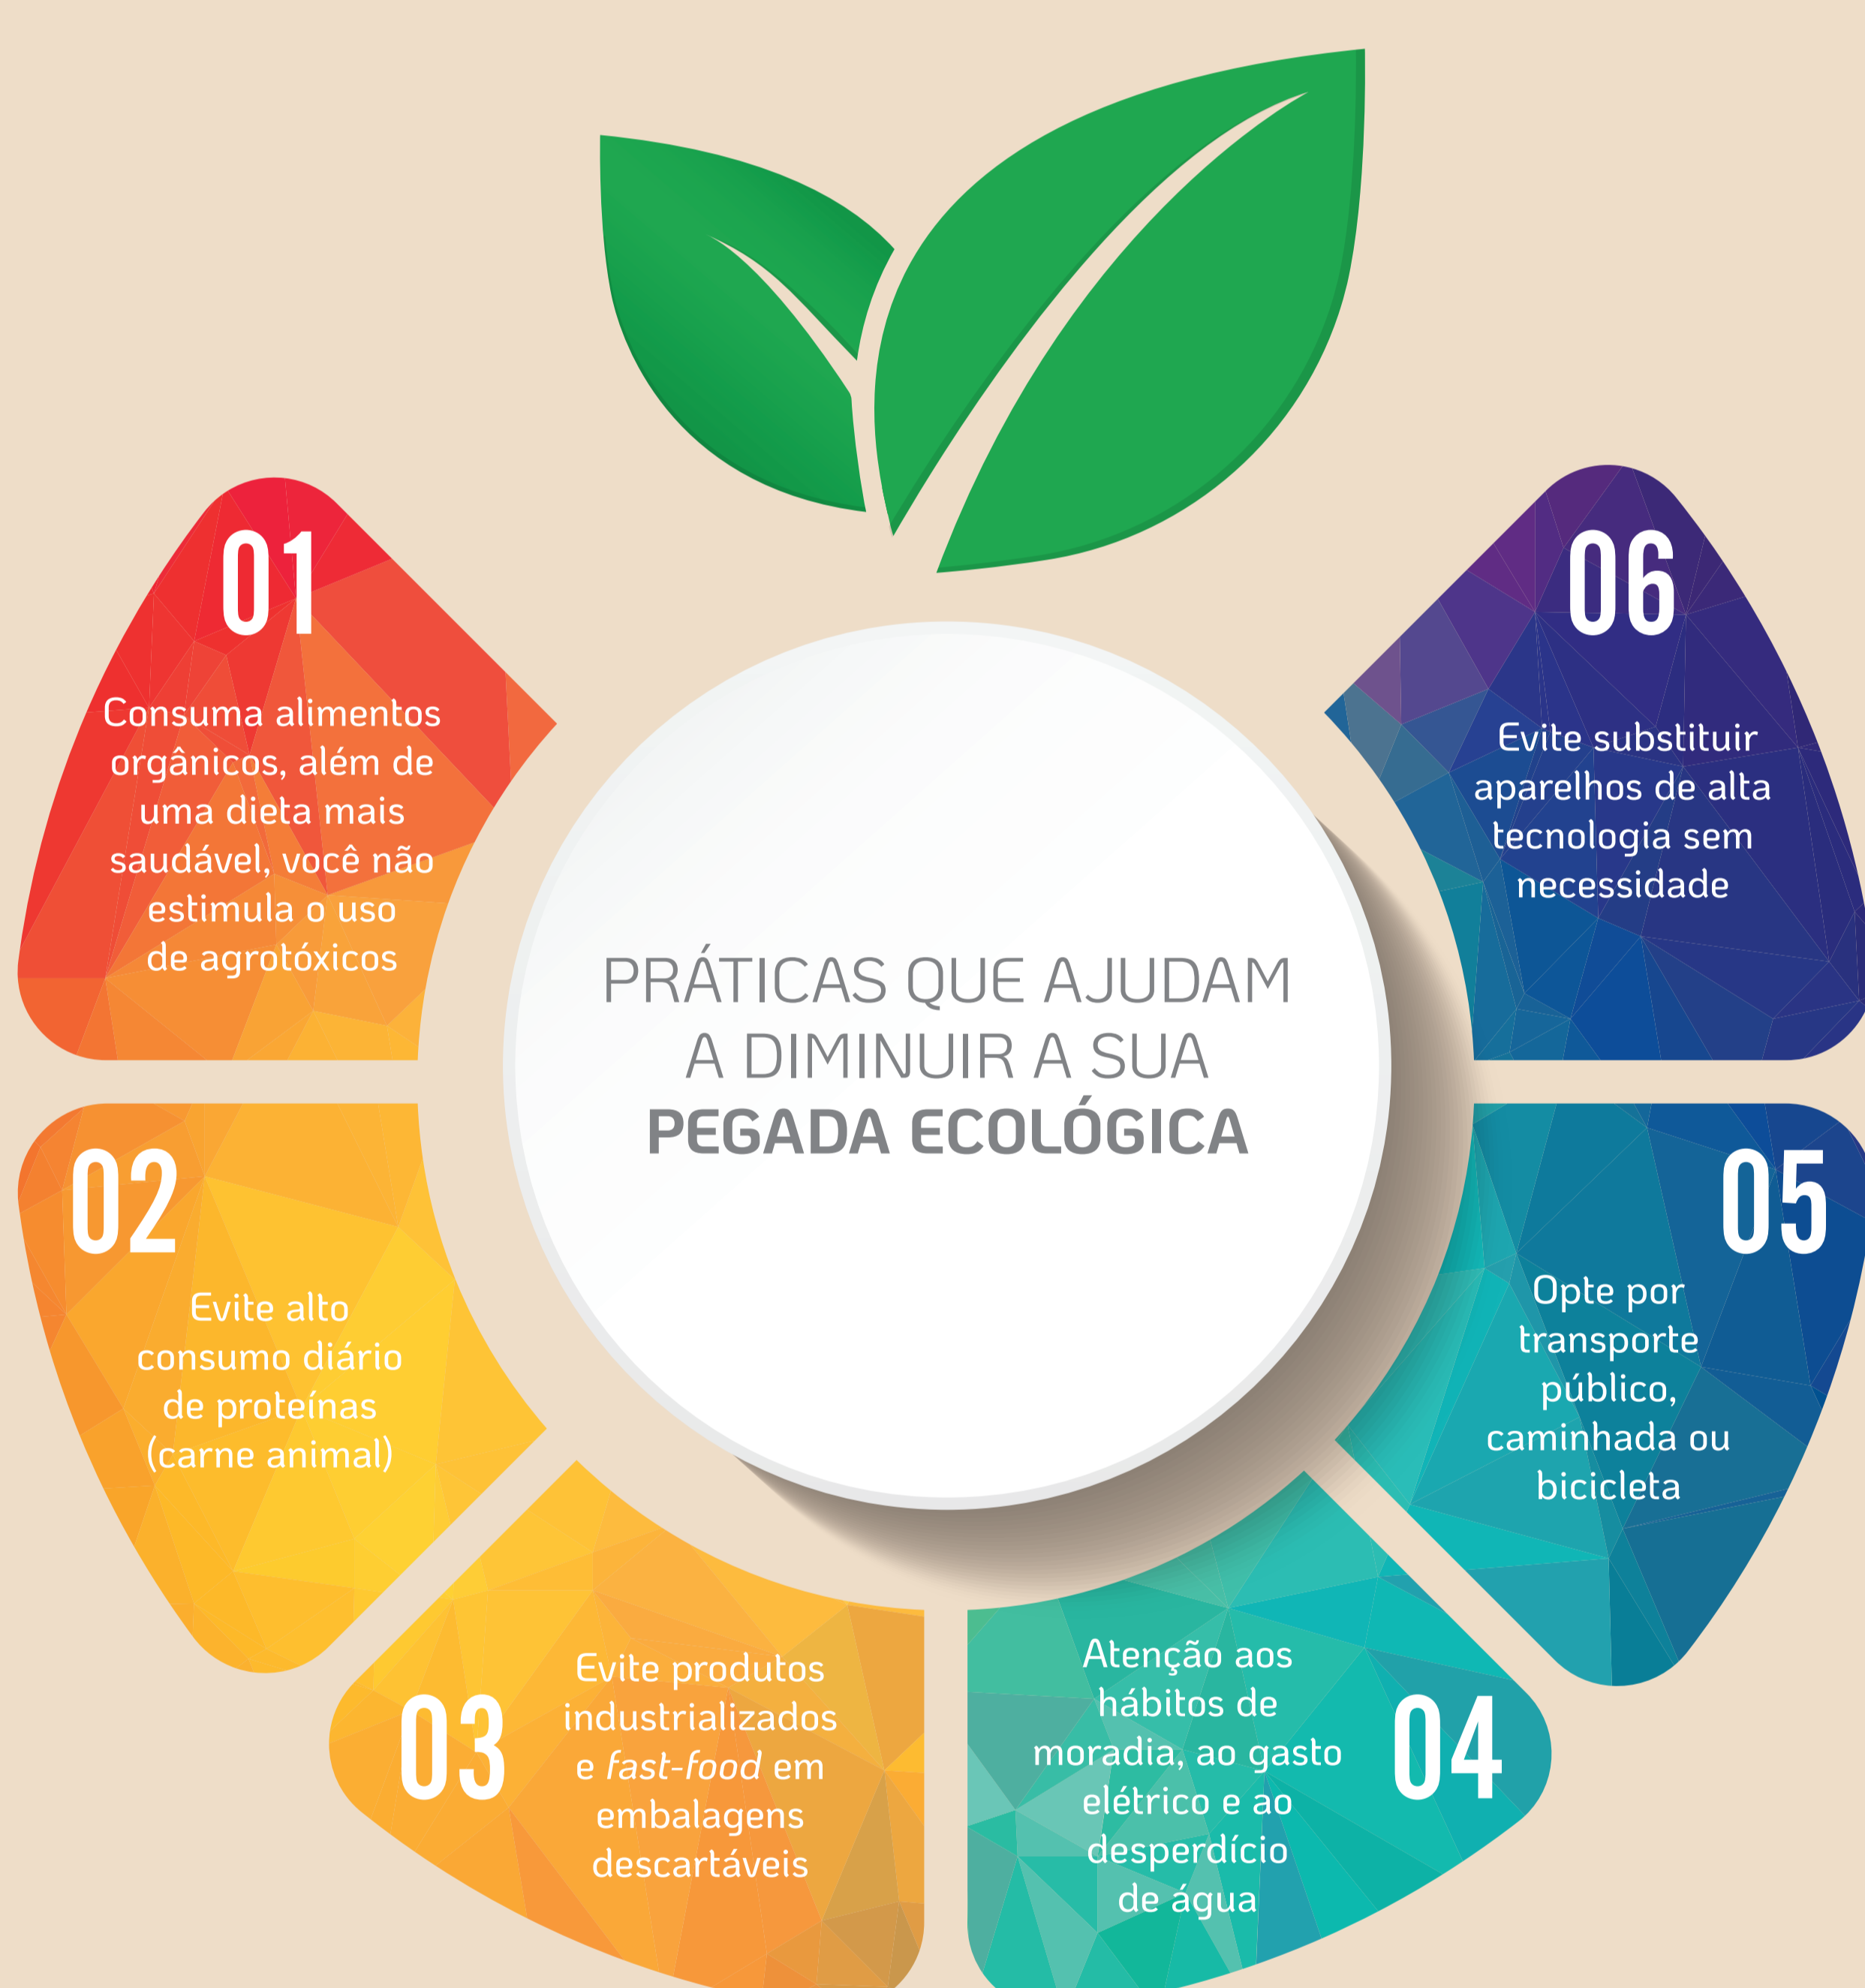 PRÁTICAS QUE AJUDAM
A DIMINUIR A SUA
PEGADA ECOLÓGICA
01
Consuma alimentos
orgânicos, além de
uma dieta mais
saudável, você não
estimula o uso
de agrotóxicos
02
Evite alto
consumo diário
de proteínas
(carne animal)
03
Evite produtos
industrializados
e fast-food em
embalagens
descartáveis
04
Atenção aos
hábitos de
moradia, ao gasto
elétrico e ao
desperdício
de água
05
Opte por
transporte
público,
caminhada ou
bicicleta
06
Evite substituir
aparelhos de alta
tecnologia sem
necessidade